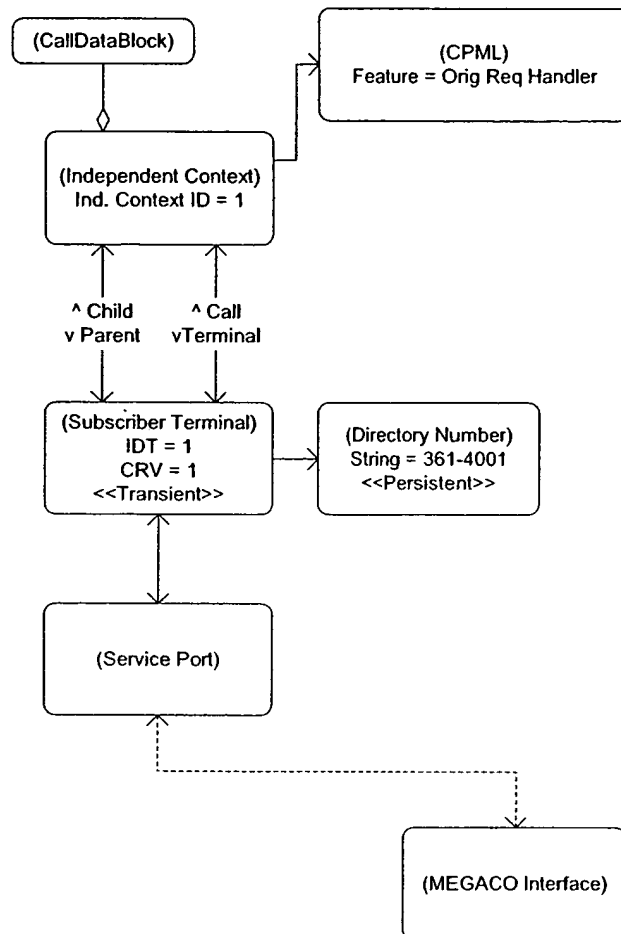 (CallDataBlock)
(CPML)
Feature = Orig Req Handler
(Independent Context)
Ind. Context ID = 1
^ Child
v Parent
^ Call
vTerminal
(Subscriber Terminal)
IDT = 1
CRV = 1
<<Transient>>
(Directory Number)
String = 361-4001
<<Persistent>>
(Service Port)
(MEGACO Interface)